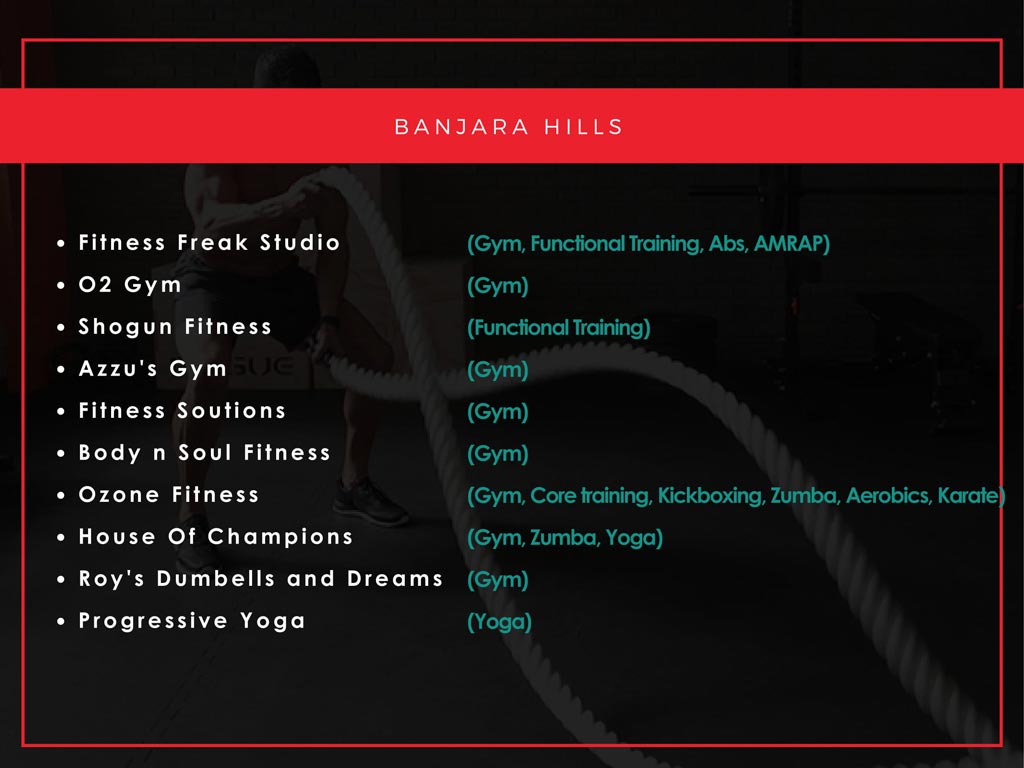 BANJARA HILLS
• Fitness Freak Studio (Gym, Functional Training, Abs, AMRAP)
• O2 Gym (Gym)
• Shogun Fitness (Functional Training)
• Azzu's Gym (Gym)
• Fitness Soutions (Gym)
• Body n Soul Fitness (Gym)
• Ozone Fitness (Gym, Core training, Kickboxing, Zumba, Aerobics, Karate)
• House Of Champions (Gym, Zumba, Yoga)
• Roy's Dumbells and Dreams (Gym)
• Progressive Yoga (Yoga)